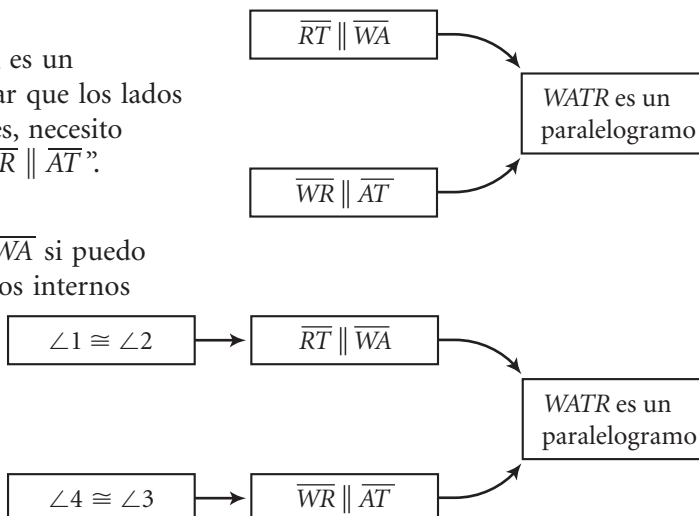 es un
ar que los lados
es, necesito
R ∥ AT”.
RT ∥ WA
WR ∥ AT
WATR es un
paralelogramo
WA si puedo
os internos
∠1 ≅ ∠2
RT ∥ WA
∠4 ≅ ∠3
WR ∥ AT
WATR es un
paralelogramo